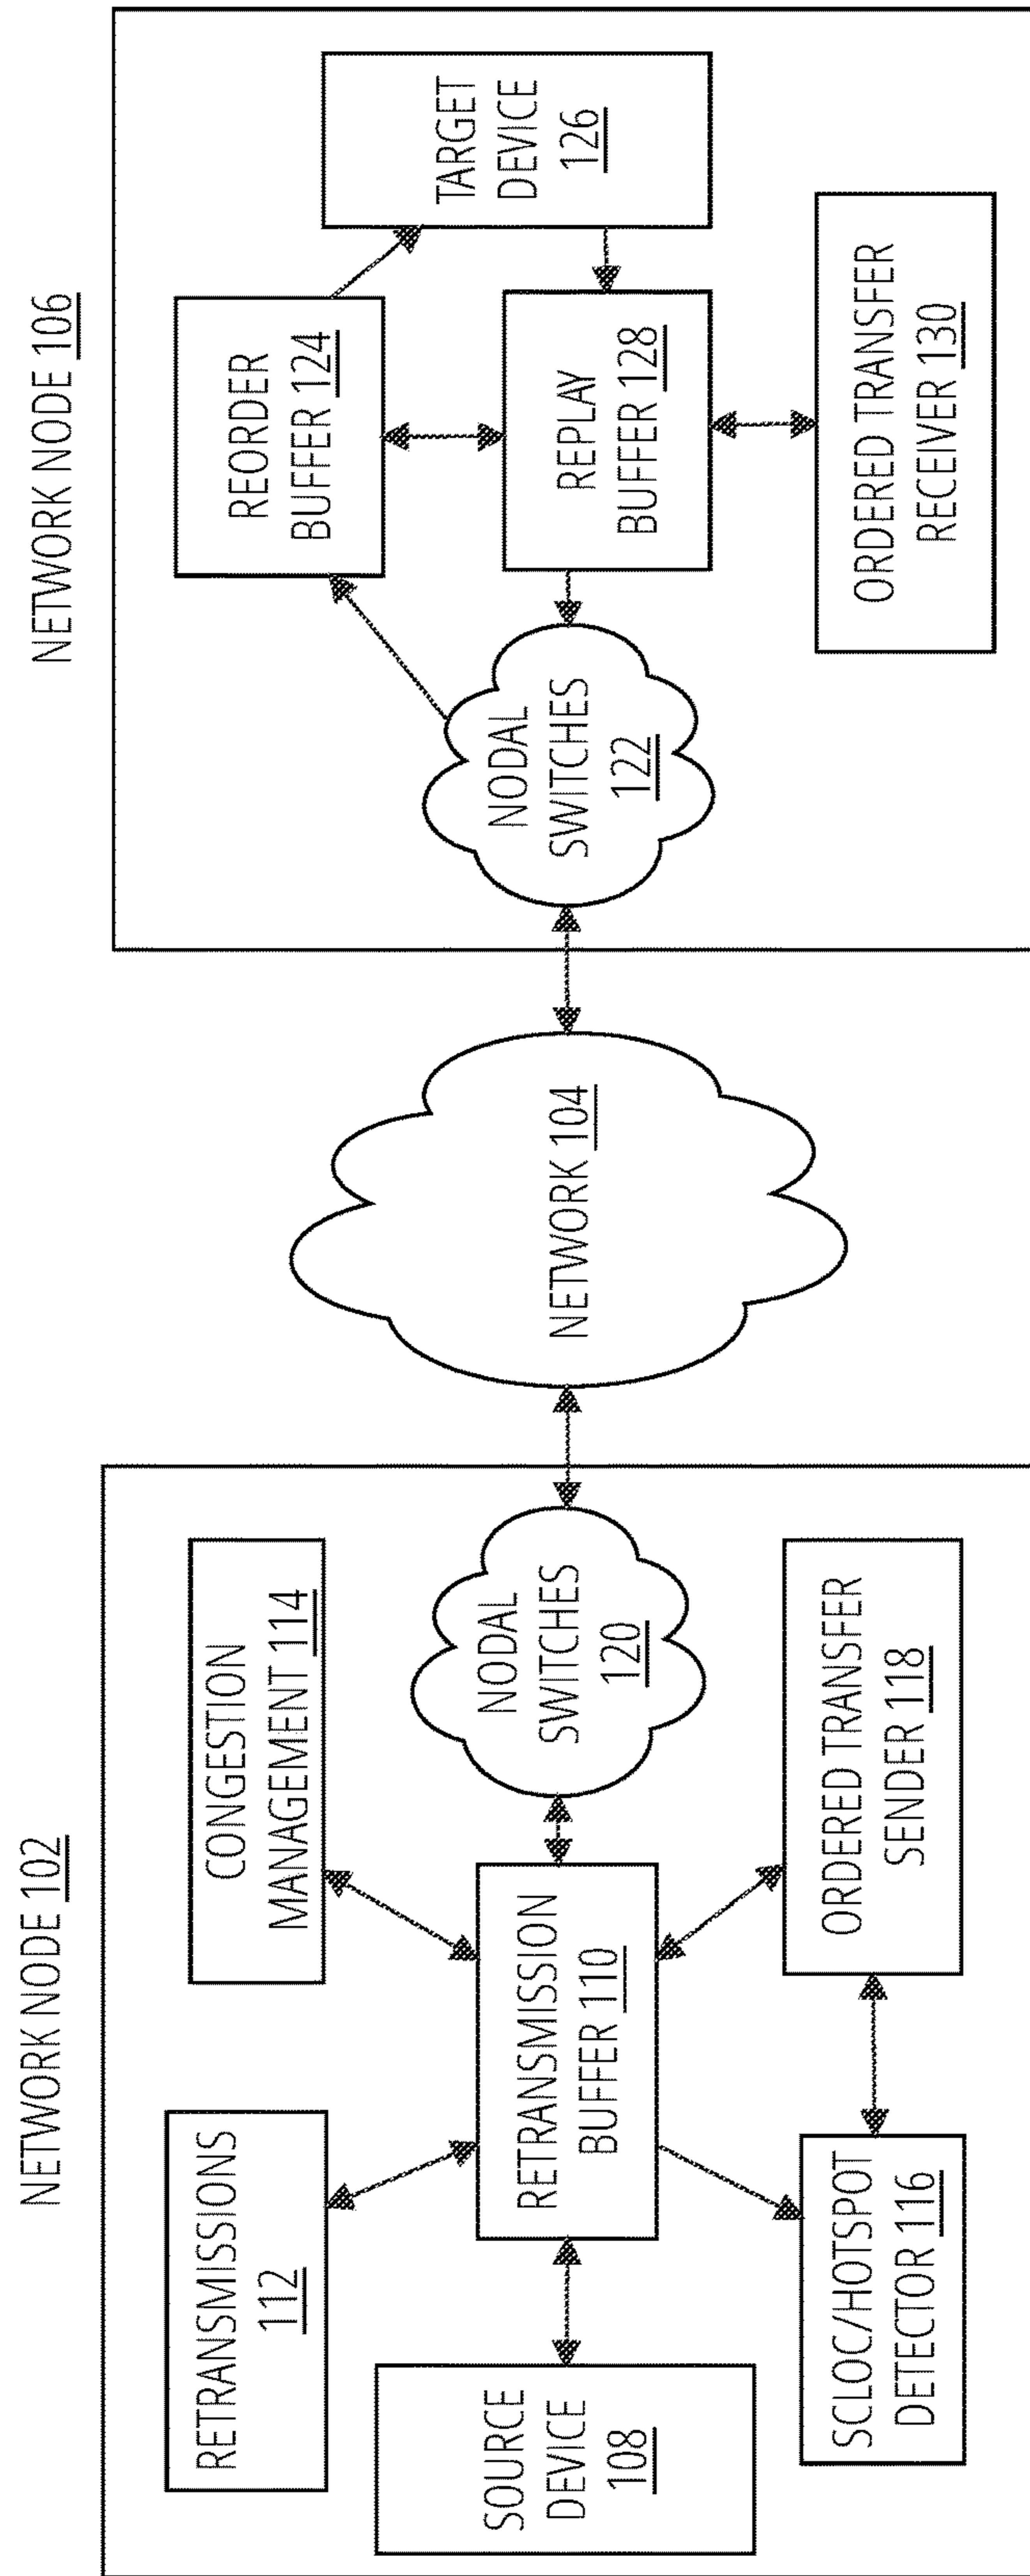 NETWORK NODE 102
RETRANSMISSIONS
112
CONGESTION
MANAGEMENT 114
SOURCE
DEVICE
108
RETRANSMISSION
BUFFER 110
NODAL
SWITCHES
120
SCLOC/HOTSPOT
DETECTOR 116
ORDERED TRANSFER
SENDER 118
NETWORK 104
NETWORK NODE 106
REORDER
BUFFER 124
TARGET
DEVICE
126
NODAL
SWITCHES
122
REPLAY
BUFFER 128
ORDERED TRANSFER
RECEIVER 130